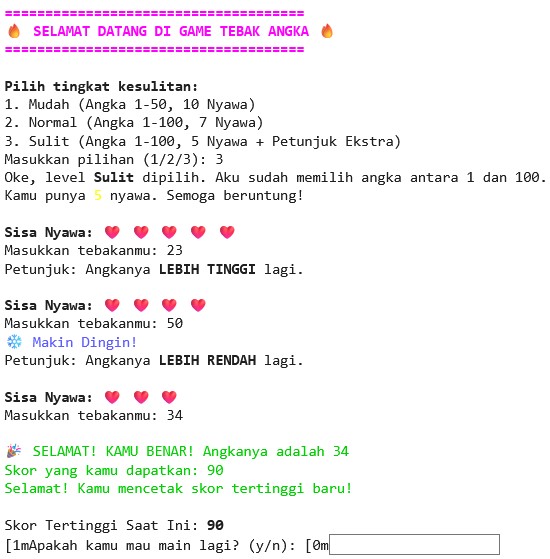 =====================================
🔥 SELAMAT DATANG DI GAME TEBAK ANGKA 🔥
=====================================
Pilih tingkat kesulitan:
1. Mudah (Angka 1-50, 10 Nyawa)
2. Normal (Angka 1-100, 7 Nyawa)
3. Sulit (Angka 1-100, 5 Nyawa + Petunjuk Ekstra)
Masukkan pilihan (1/2/3): 3
Oke, level Sulit dipilih. Aku sudah memilih angka antara 1 dan 100.
Kamu punya 5 nyawa. Semoga beruntung!
Sisa Nyawa: ❤️ ❤️ ❤️ ❤️ ❤️
Masukkan tebakanmu: 23
Petunjuk: Angkanya LEBIH TINGGI lagi.
Sisa Nyawa: ❤️ ❤️ ❤️ ❤️
Masukkan tebakanmu: 50
❄️ Makin Dingin!
Petunjuk: Angkanya LEBIH RENDAH lagi.
Sisa Nyawa: ❤️ ❤️ ❤️
Masukkan tebakanmu: 34
🎉 SELAMAT! KAMU BENAR! Angkanya adalah 34
Skor yang kamu dapatkan: 90
Selamat! Kamu mencetak skor tertinggi baru!
Skor Tertinggi Saat Ini: 90
[1mApakah kamu mau main lagi? (y/n): [0m